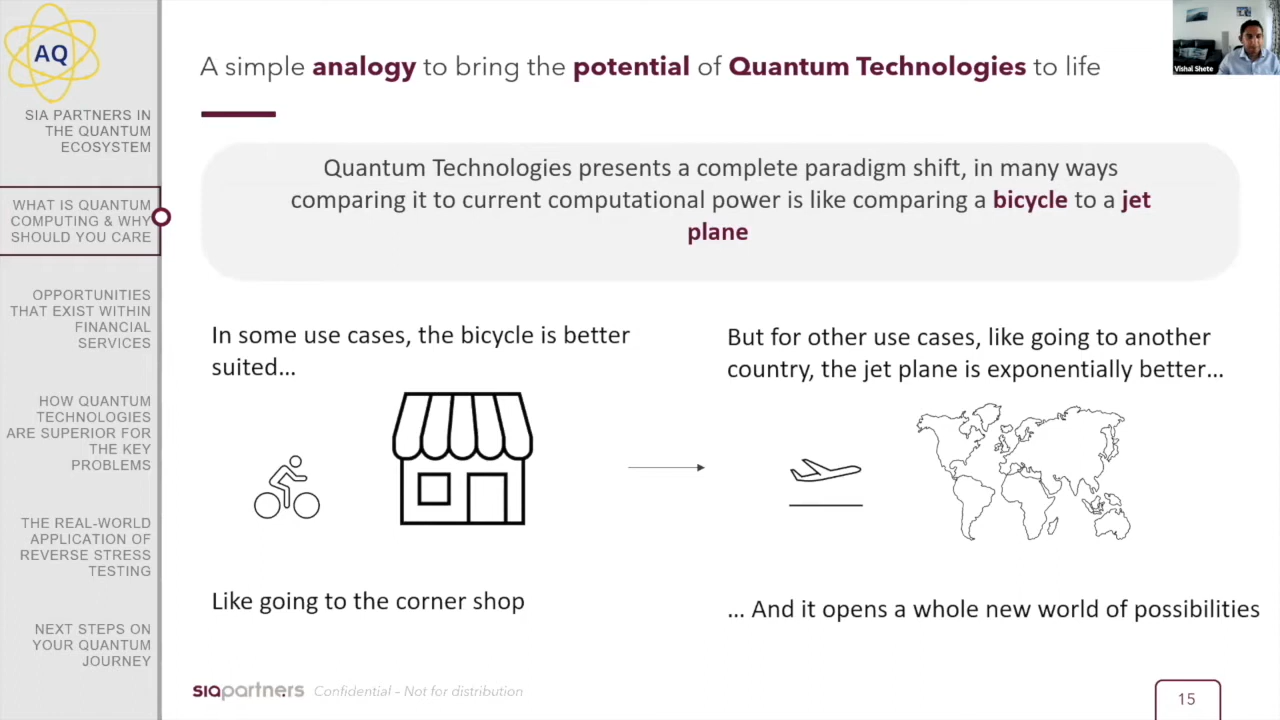 AQ
SIA PARTNERS IN
THE QUANTUM
ECOSYSTEM
WHAT IS QUANTUM
COMPUTING & WHY
SHOULD YOU CARE
OPPORTUNITIES
THAT EXIST WITHIN
FINANCIAL
SERVICES
HOW QUANTUM
TECHNOLOGIES
ARE SUPERIOR FOR
THE KEY
PROBLEMS
THE REAL-WORLD
APPLICATION OF
REVERSE STRESS
TESTING
NEXT STEPS ON
YOUR QUANTUM
JOURNEY
A simple analogy to bring the potential of Quantum Technologies to life
Vishal Shete
Quantum Technologies presents a complete paradigm shift, in many ways
comparing it to current computational power is like comparing a bicycle to a jet
plane
In some use cases, the bicycle is better
suited...
Like going to the corner shop
But for other use cases, like going to another
country, the jet plane is exponentially better...
... And it opens a whole new world of possibilities
siapartners Confidential – Not for distribution
15